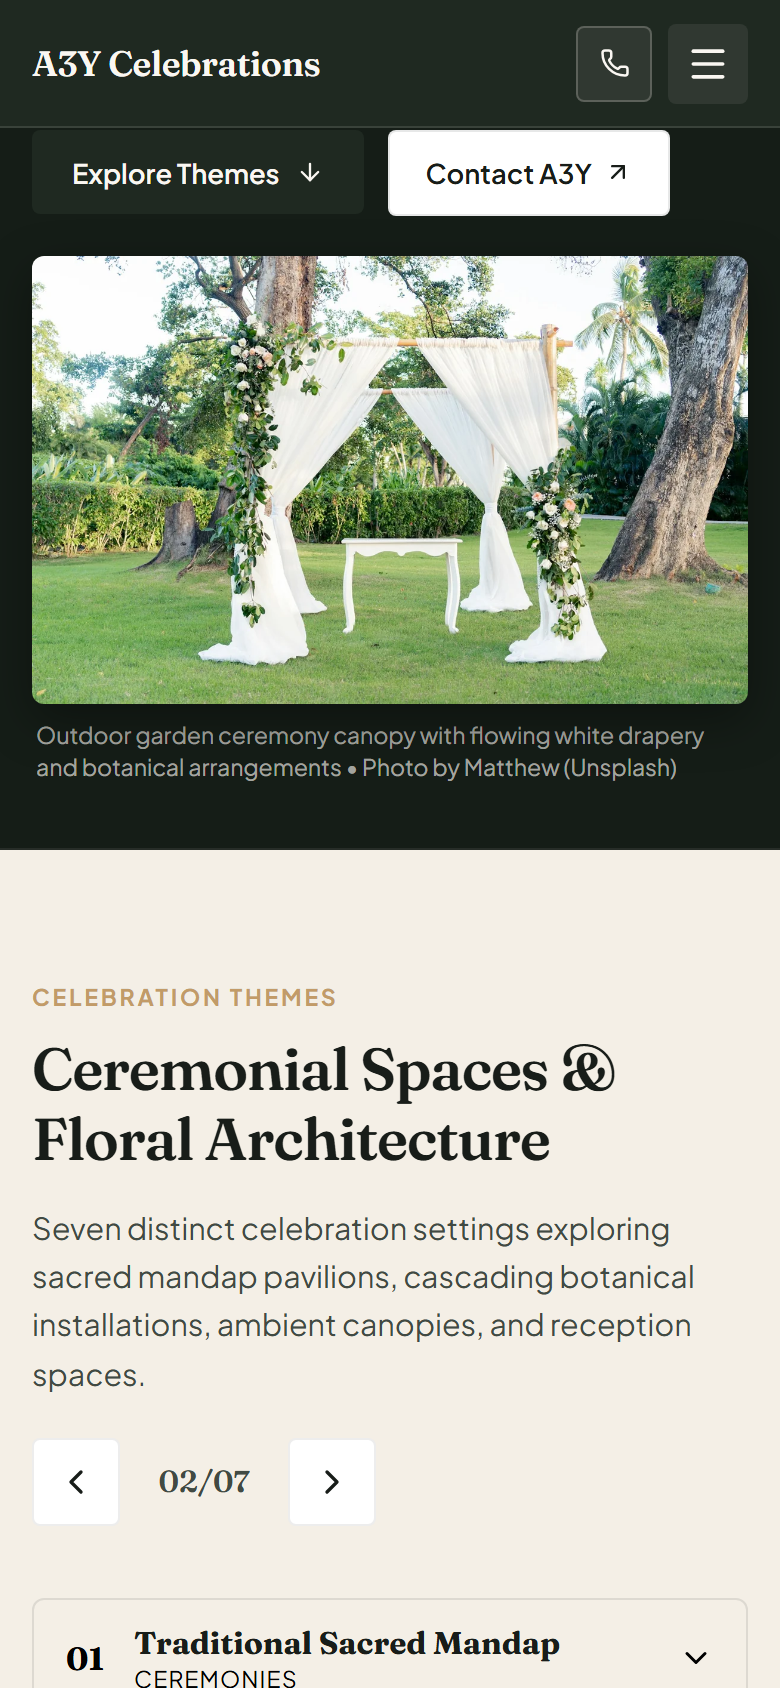 A3Y Celebrations
Explore Themes ↓
Contact A3Y ↗
Outdoor garden ceremony canopy with flowing white drapery
and botanical arrangements • Photo by Matthew (Unsplash)
CELEBRATION THEMES
Ceremonial Spaces &
Floral Architecture
Seven distinct celebration settings exploring
sacred mandap pavilions, cascading botanical
installations, ambient canopies, and reception
spaces.
02/07
01
Traditional Sacred Mandap
CEREMONIES